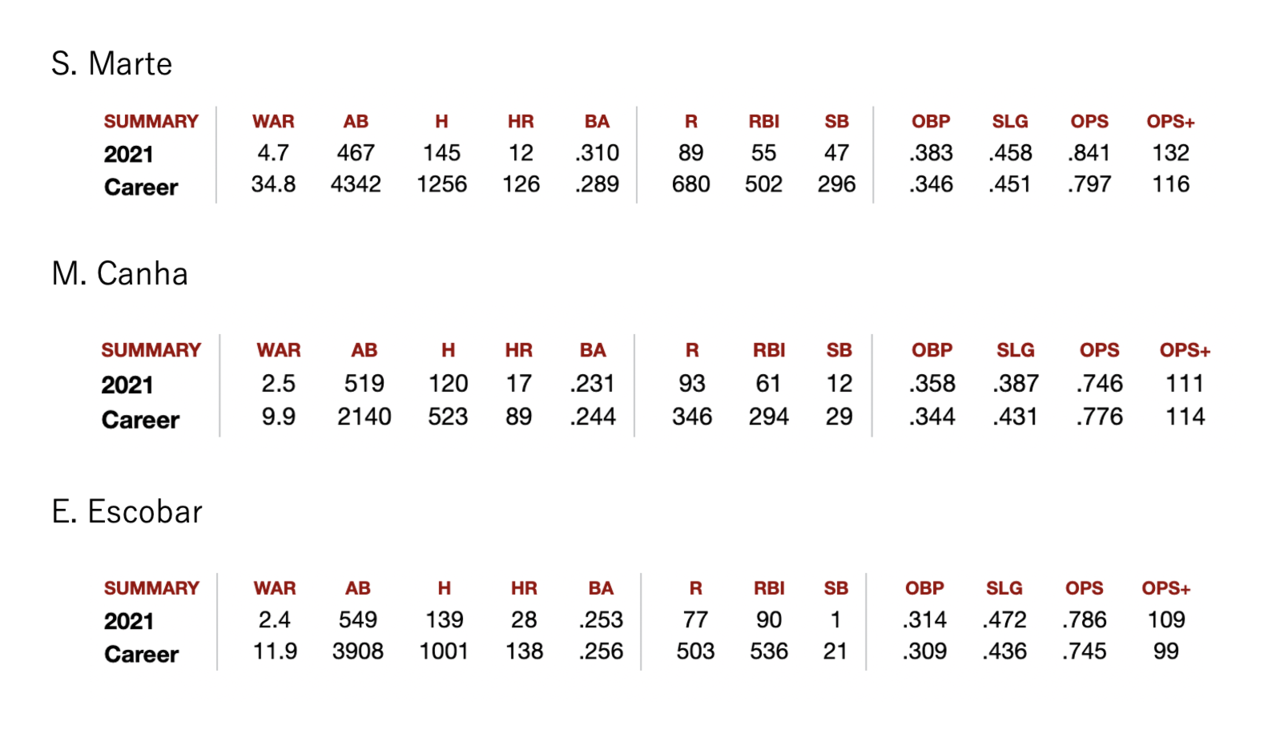 S. Marte
SUMMARY WAR AB H HR BA R RBI SB OBP SLG OPS OPS+
2021 4.7 467 145 12 .310 89 55 47 .383 .458 .841 132
Career 34.8 4342 1256 126 .289 680 502 296 .346 .451 .797 116
M. Canha
SUMMARY WAR AB H HR BA R RBI SB OBP SLG OPS OPS+
2021 2.5 519 120 17 .231 93 61 12 .358 .387 .746 111
Career 9.9 2140 523 89 .244 346 294 29 .344 .431 .776 114
E. Escobar
SUMMARY WAR AB H HR BA R RBI SB OBP SLG OPS OPS+
2021 2.4 549 139 28 .253 77 90 1 .314 .472 .786 109
Career 11.9 3908 1001 138 .256 503 536 21 .309 .436 .745 99